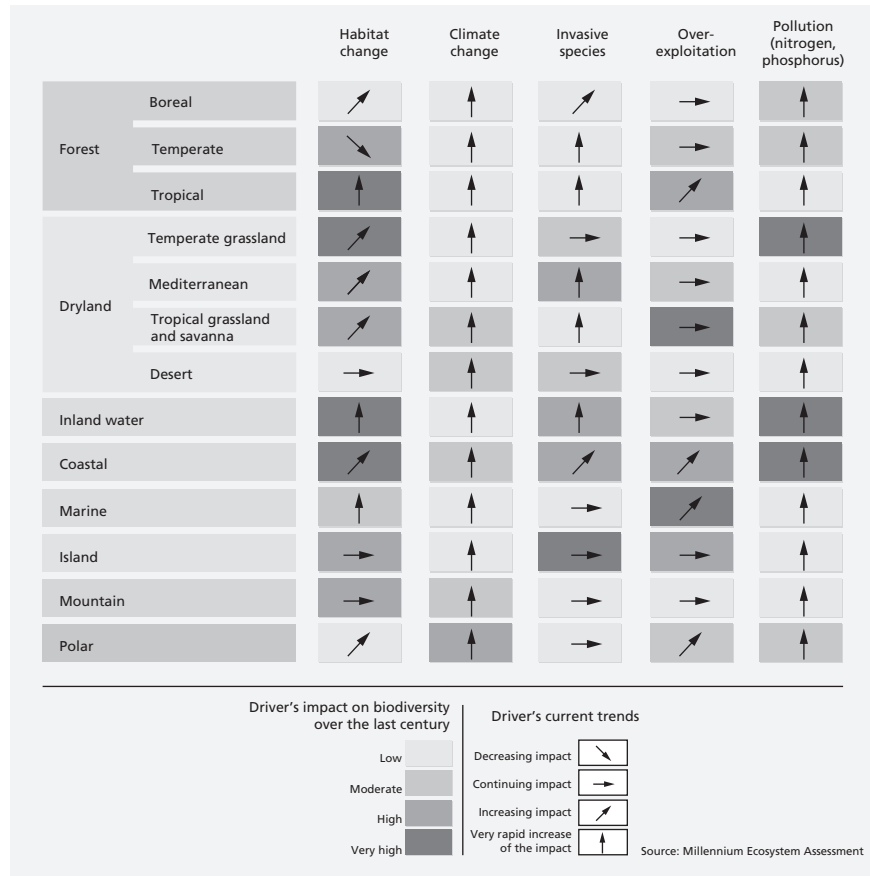 Habitat
change
Climate
change
Invasive
species
Over-
exploitation
Pollution
(nitrogen,
phosphorus)
Forest
Boreal
Temperate
Tropical
Dryland
Temperate grassland
Mediterranean
Tropical grassland
and savanna
Desert
Inland water
Coastal
Marine
Island
Mountain
Polar
Driver's impact on biodiversity
over the last century
Low
Moderate
High
Very high
Driver's current trends
Decreasing impact
Continuing impact
Increasing impact
Very rapid increase
of the impact
Source: Millennium Ecosystem Assessment